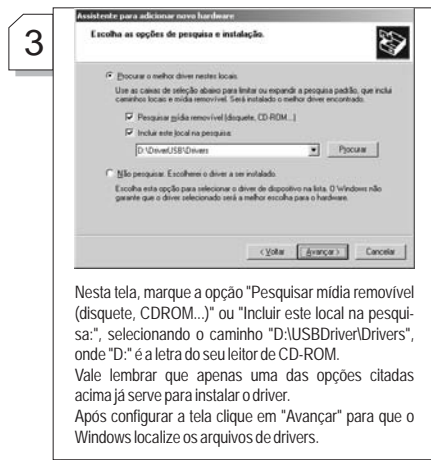 3
Assistente para adicionar novo hardware
Escolha as opções de pesquisa e instalação.
Procurar o melhor driver nestes locais.
Use as caixas de seleção abaixo para limitar ou expandir a pesquisa padrão, que inclui
caminhos locais e mídia removível. Será instalado o melhor driver encontrado.
Pesquisar mídia removível (disquete, CD-ROM...)
Incluir este local na pesquisa:
D:\DriverUSB\Drivers
Procurar
Não pesquisar. Escolherei o driver a ser instalado.
Escolha esta opção para selecionar o driver de dispositivo na lista. O Windows não
garante que o driver selecionado será a melhor escolha para o hardware.
< Voltar
Avançar >
Cancelar
Nesta tela, marque a opção "Pesquisar mídia removível
(disquete, CDROM...)" ou "Incluir este local na pesqui-
sa:", selecionando o caminho "D:\USBDriver\Drivers",
onde "D:" é a letra do seu leitor de CD-ROM.
Vale lembrar que apenas uma das opções citadas
acima já serve para instalar o driver.
Após configurar a tela clique em "Avançar" para que o
Windows localize os arquivos de drivers.